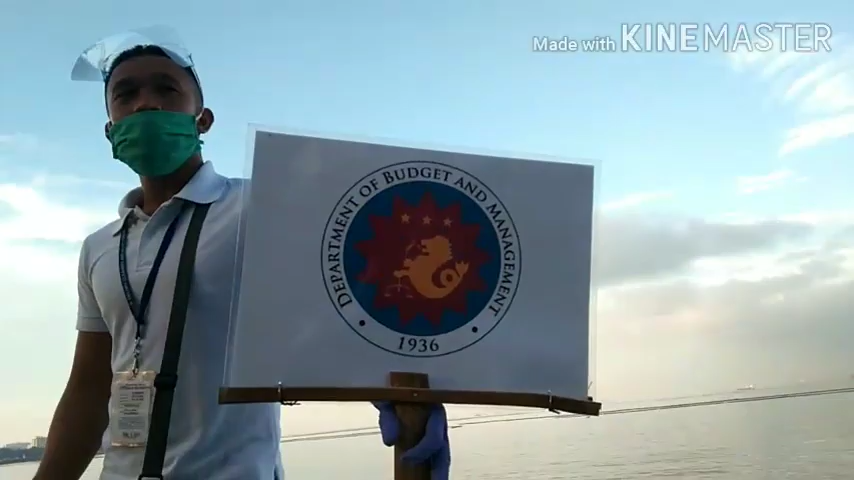 Made with KINEMASTER
DEPARTMENT OF BUDGET AND MANAGEMENT
1936